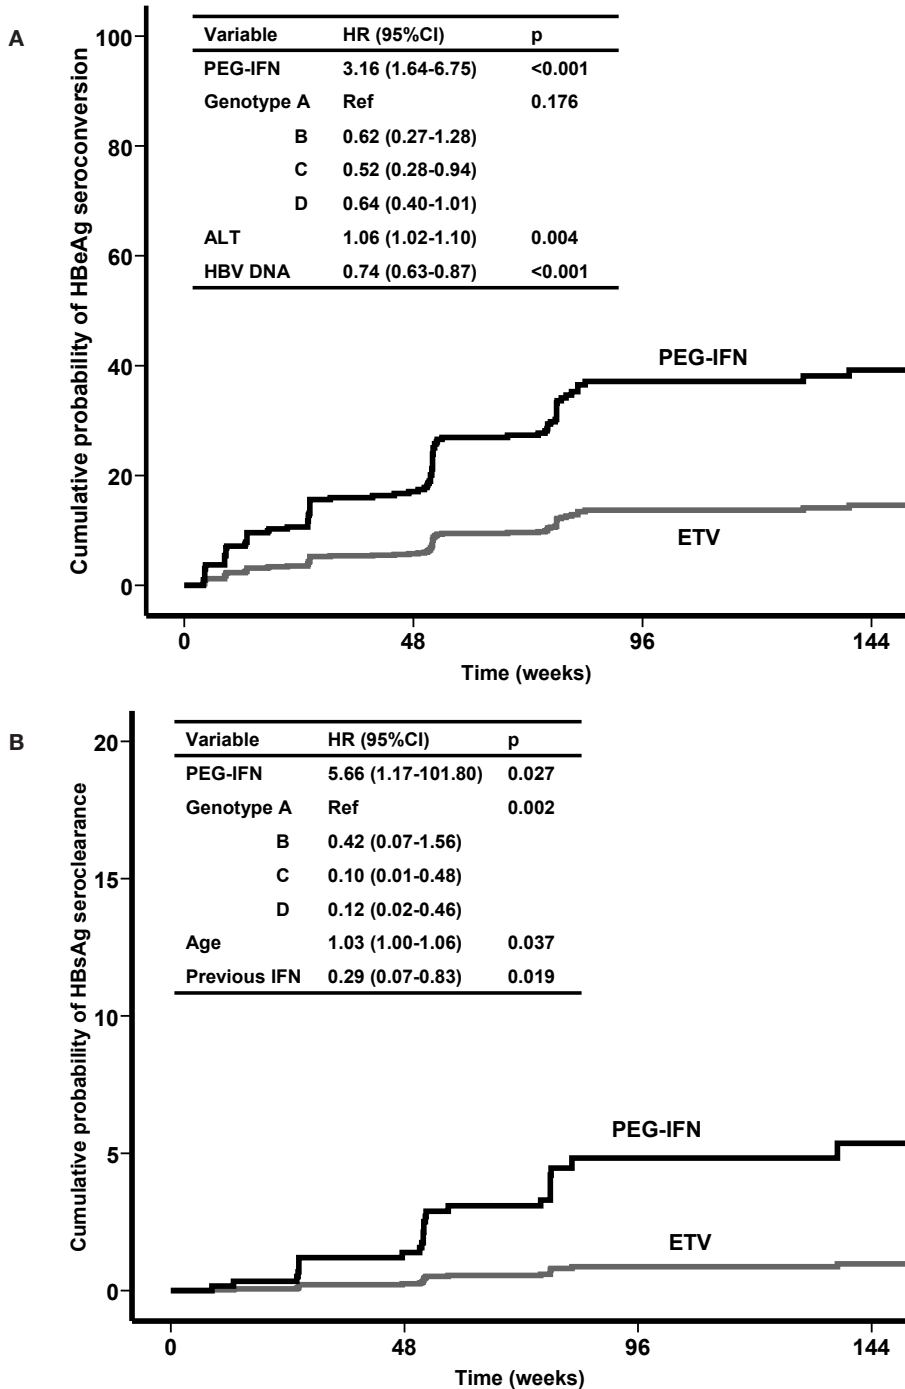 A
Cumulative probability of HBeAg seroconversion
100
80
60
40
20
0
Variable HR (95%CI) p
PEG-IFN 3.16 (1.64-6.75) <0.001
Genotype A Ref 0.176
B 0.62 (0.27-1.28)
C 0.52 (0.28-0.94)
D 0.64 (0.40-1.01)
ALT 1.06 (1.02-1.10) 0.004
HBV DNA 0.74 (0.63-0.87) <0.001
PEG-IFN
ETV
0 48 96 144
Time (weeks)
B
Cumulative probability of HBsAg seroclearance
20
15
10
5
0
Variable HR (95%CI) p
PEG-IFN 5.66 (1.17-101.80) 0.027
Genotype A Ref 0.002
B 0.42 (0.07-1.56)
C 0.10 (0.01-0.48)
D 0.12 (0.02-0.46)
Age 1.03 (1.00-1.06) 0.037
Previous IFN 0.29 (0.07-0.83) 0.019
PEG-IFN
ETV
0 48 96 144
Time (weeks)